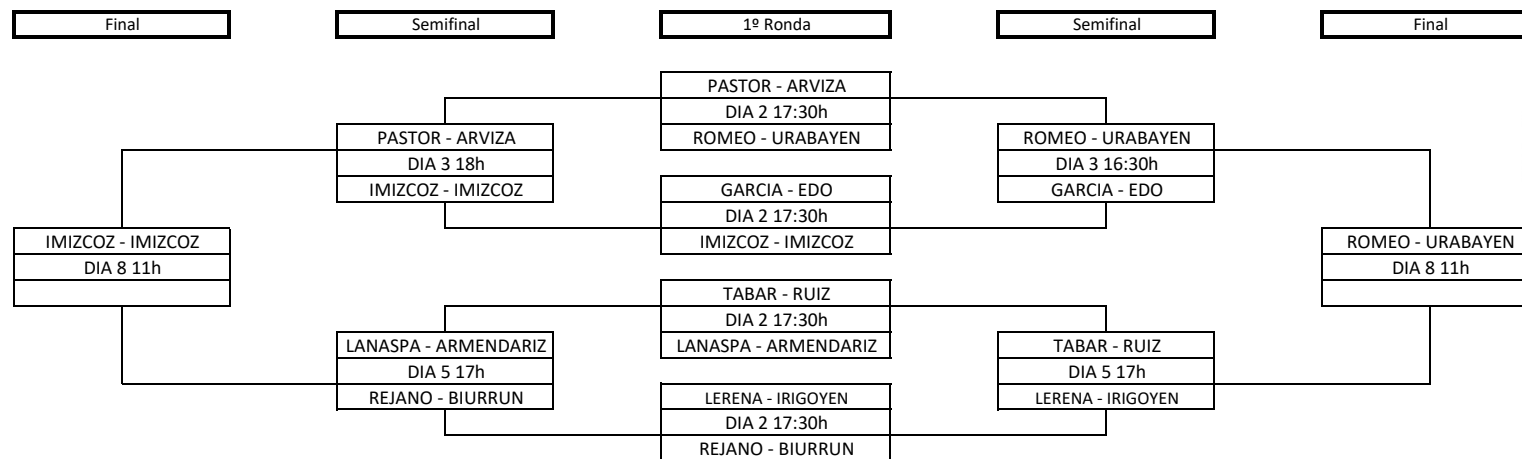 Final
Semifinal
1º Ronda
Semifinal
Final
PASTOR - ARVIZA
DIA 2 17:30h
ROMEO - URABAYEN
PASTOR - ARVIZA
DIA 3 18h
IMIZCOZ - IMIZCOZ
ROMEO - URABAYEN
DIA 3 16:30h
GARCIA - EDO
GARCIA - EDO
DIA 2 17:30h
IMIZCOZ - IMIZCOZ
IMIZCOZ - IMIZCOZ
DIA 8 11h
ROMEO - URABAYEN
DIA 8 11h
TABAR - RUIZ
DIA 2 17:30h
LANASPA - ARMENDARIZ
LANASPA - ARMENDARIZ
DIA 5 17h
REJANO - BIURRUN
TABAR - RUIZ
DIA 5 17h
LERENA - IRIGOYEN
LERENA - IRIGOYEN
DIA 2 17:30h
REJANO - BIURRUN